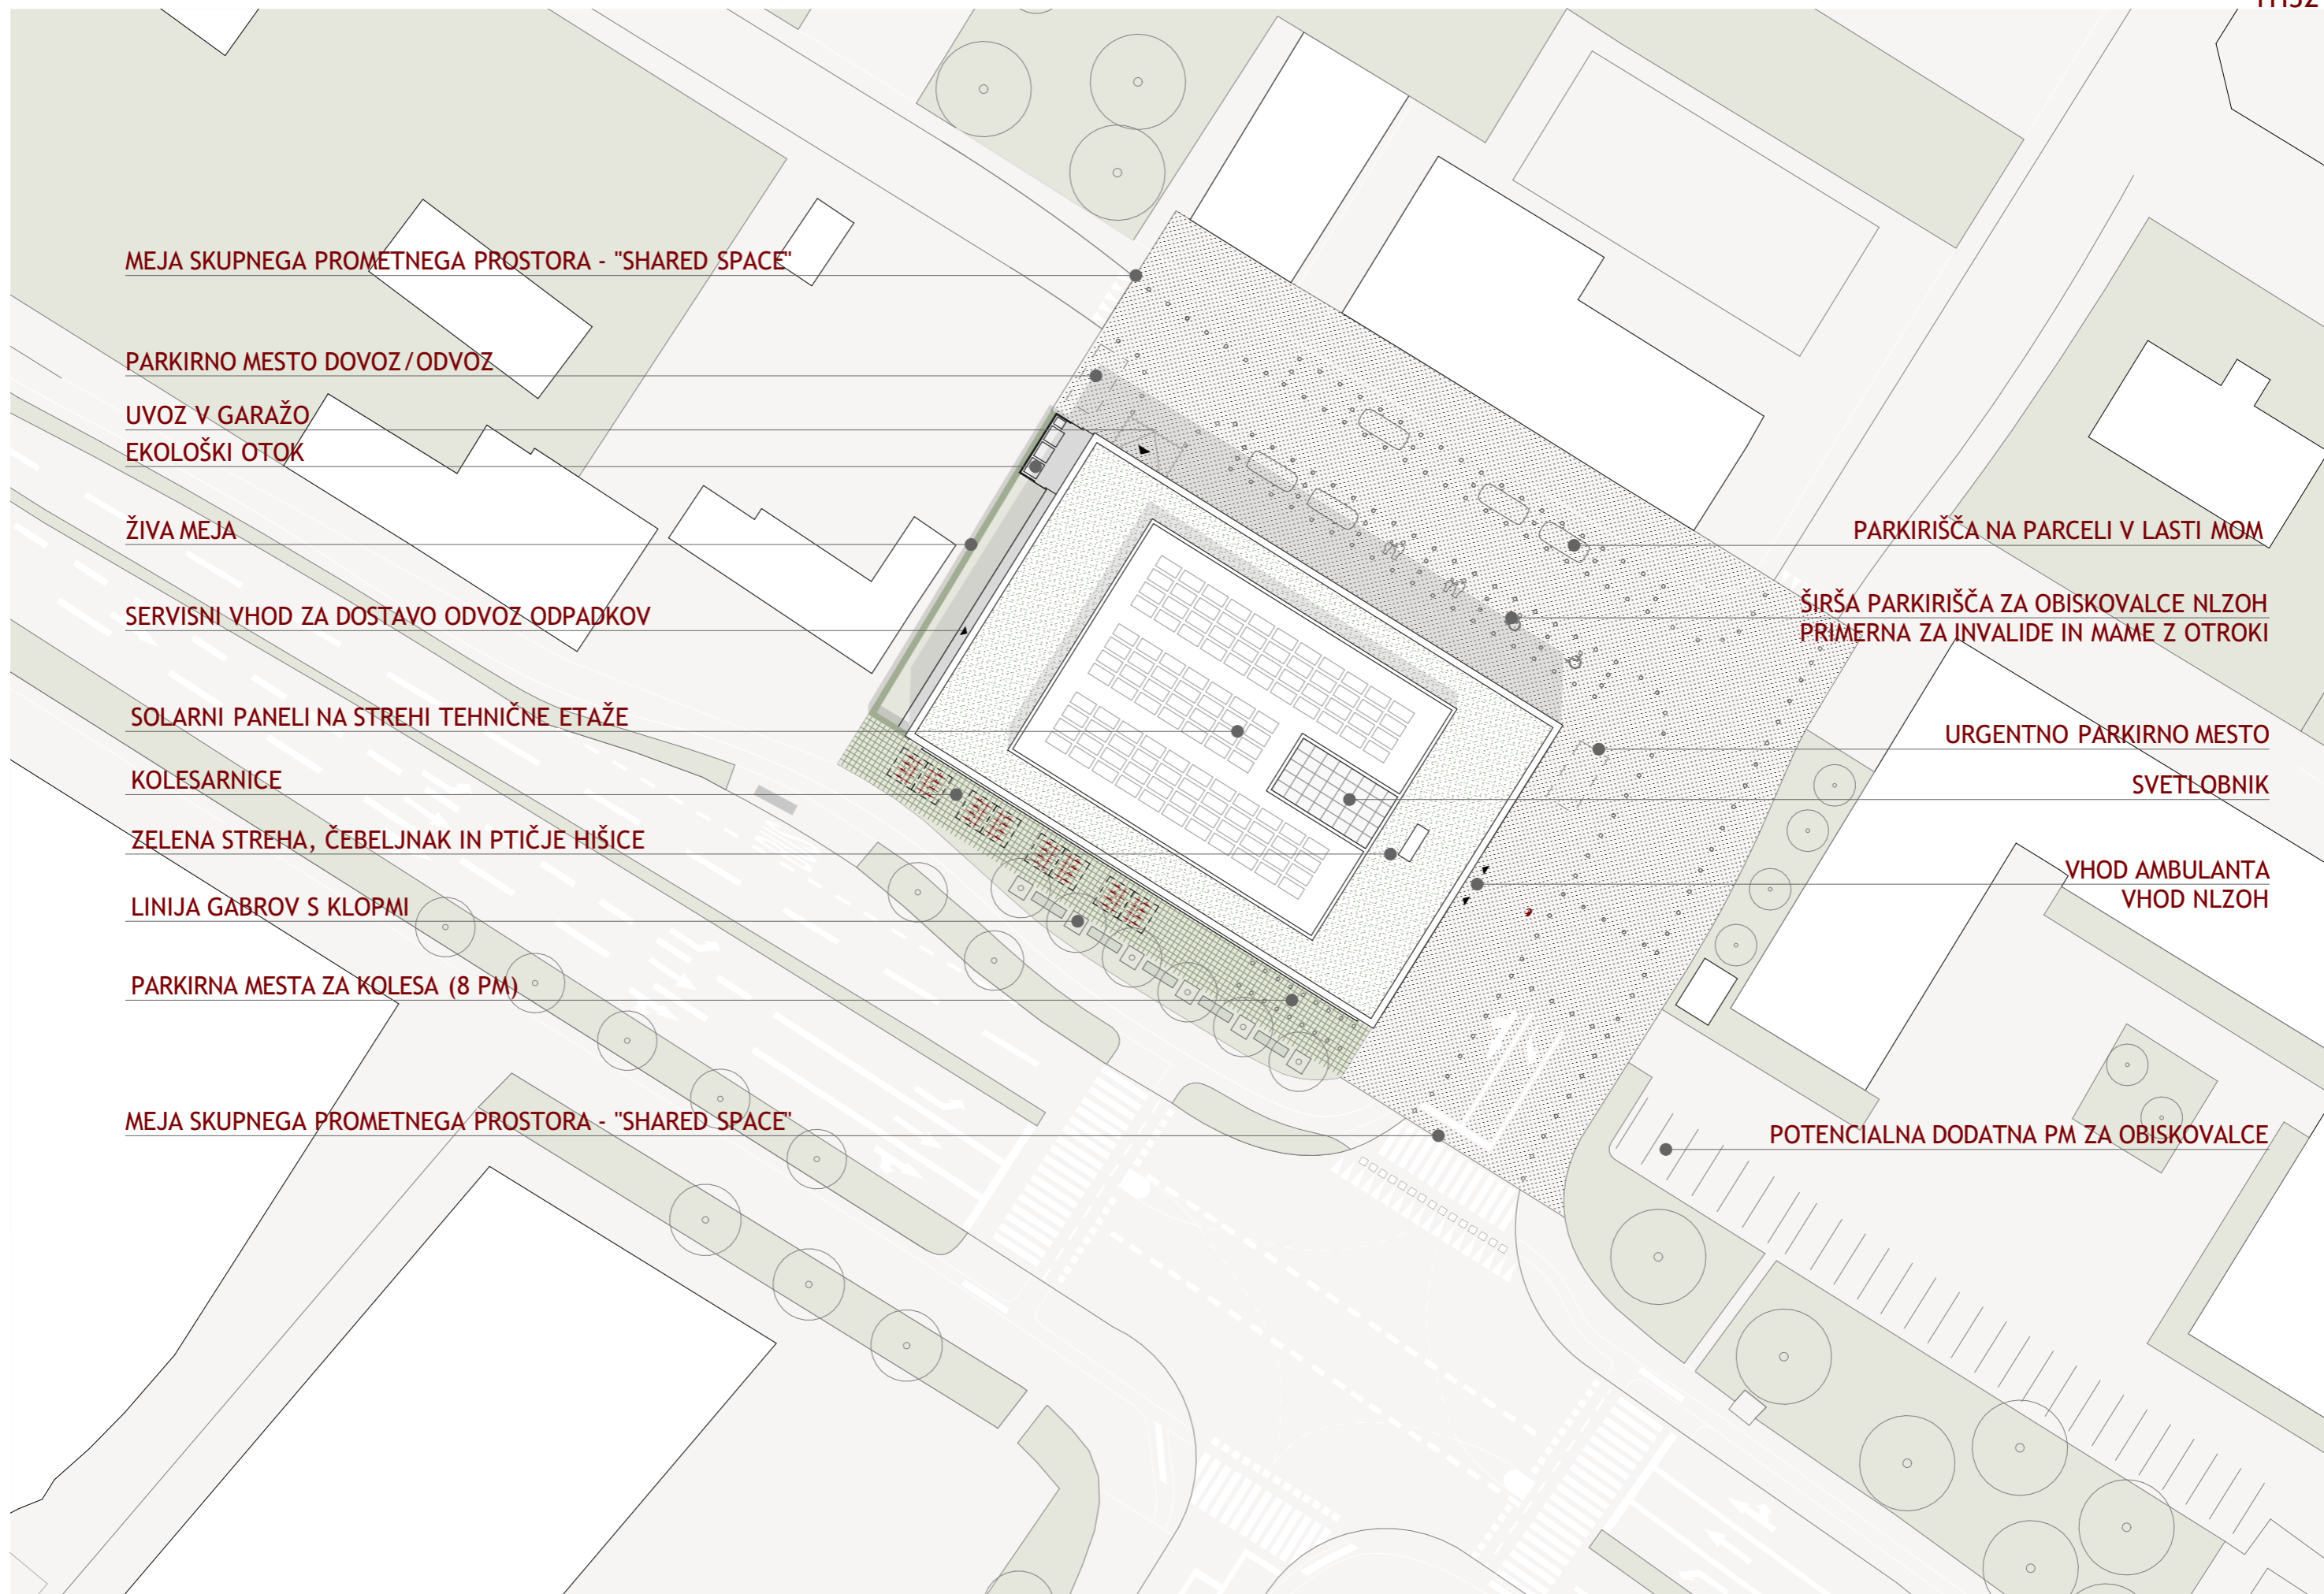 MEJA SKUPNEGA PROMETNEGA PROSTORA - "SHARED SPACE"
PARKIRNO MESTO DOVOZ/ODVOZ
UVOZ V GARAŽO
EKOLOŠKI OTOK
ŽIVA MEJA
SERVISNI VHOD ZA DOSTAVO ODVOZ ODPADKOV
SOLARNI PANELI NA STREHI TEHNIČNE ETAŽE
KOLESARNICE
ZELENA STREHA, ČEBELJNAK IN PTIČJE HIŠICE
LINIJA GABROV S KLOPMI
PARKIRNA MESTA ZA KOLESA (8 PM)
MEJA SKUPNEGA PROMETNEGA PROSTORA - "SHARED SPACE"
PARKIRIŠČA NA PARCELI V LASTI MOM
ŠIRŠA PARKIRIŠČA ZA OBISKOVALCE NLZOH
PRIMERNA ZA INVALIDE IN MAME Z OTROKI
URGENTNO PARKIRNO MESTO
SVETLOBNIK
VHOD AMBULANTA
VHOD NLZOH
POTENCIALNA DODATNA PM ZA OBISKOVALCE